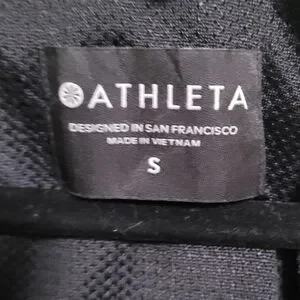 ATHLETA
DESIGNED IN SAN FRANCISCO
MADE IN VIETNAM
S